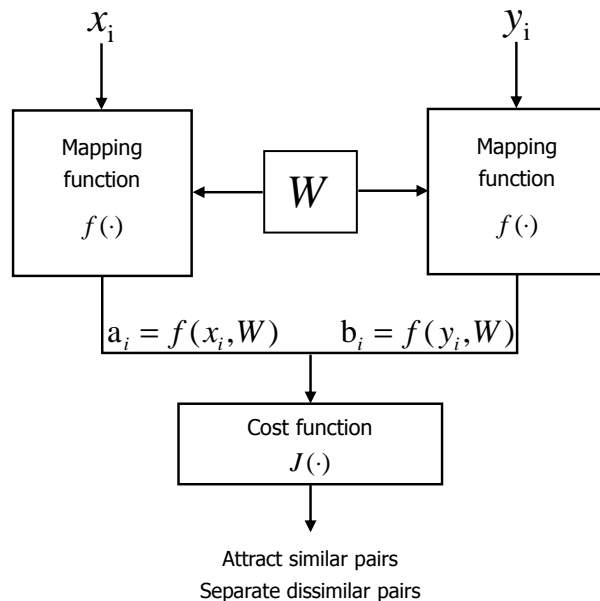 x_i
y_i
Mapping
function
f(·)
W
Mapping
function
f(·)
a_i = f(x_i,W)
b_i = f(y_i,W)
Cost function
J(·)
Attract similar pairs
Separate dissimilar pairs